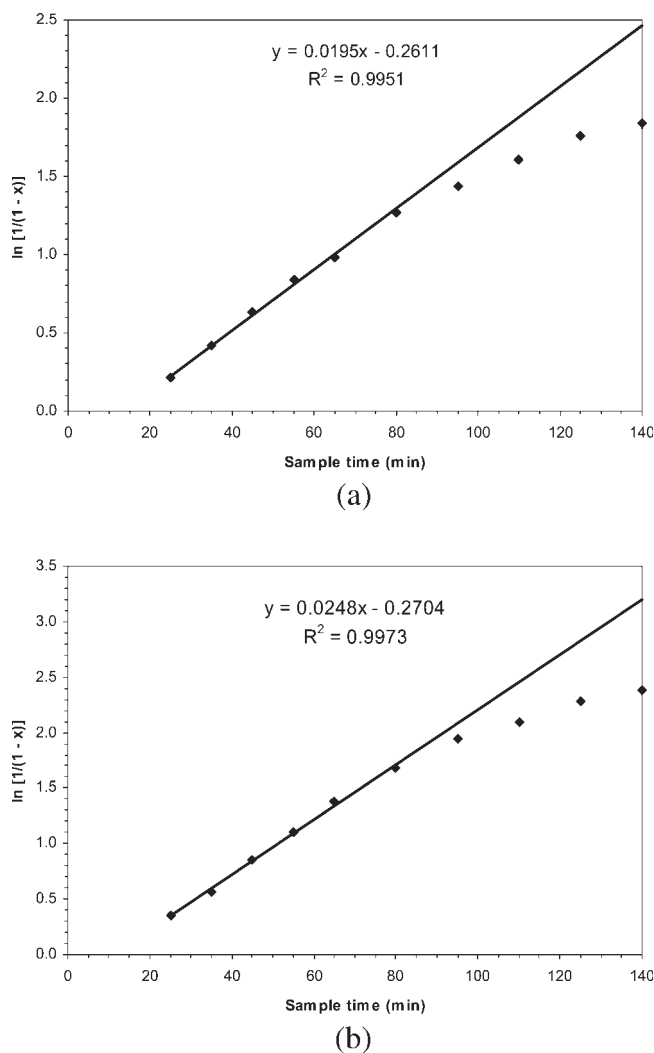 2.5
y = 0.0195x - 0.2611
R² = 0.9951
2.0
1.5
ln [1/(1 - x)]
1.0
0.5
0.0
0 20 40 60 80 100 120 140
Sample time (min)
(a)
3.5
y = 0.0248x - 0.2704
R² = 0.9973
3.0
2.5
2.0
ln [1/(1 - x)]
1.5
1.0
0.5
0.0
0 20 40 60 80 100 120 140
Sample time (min)
(b)